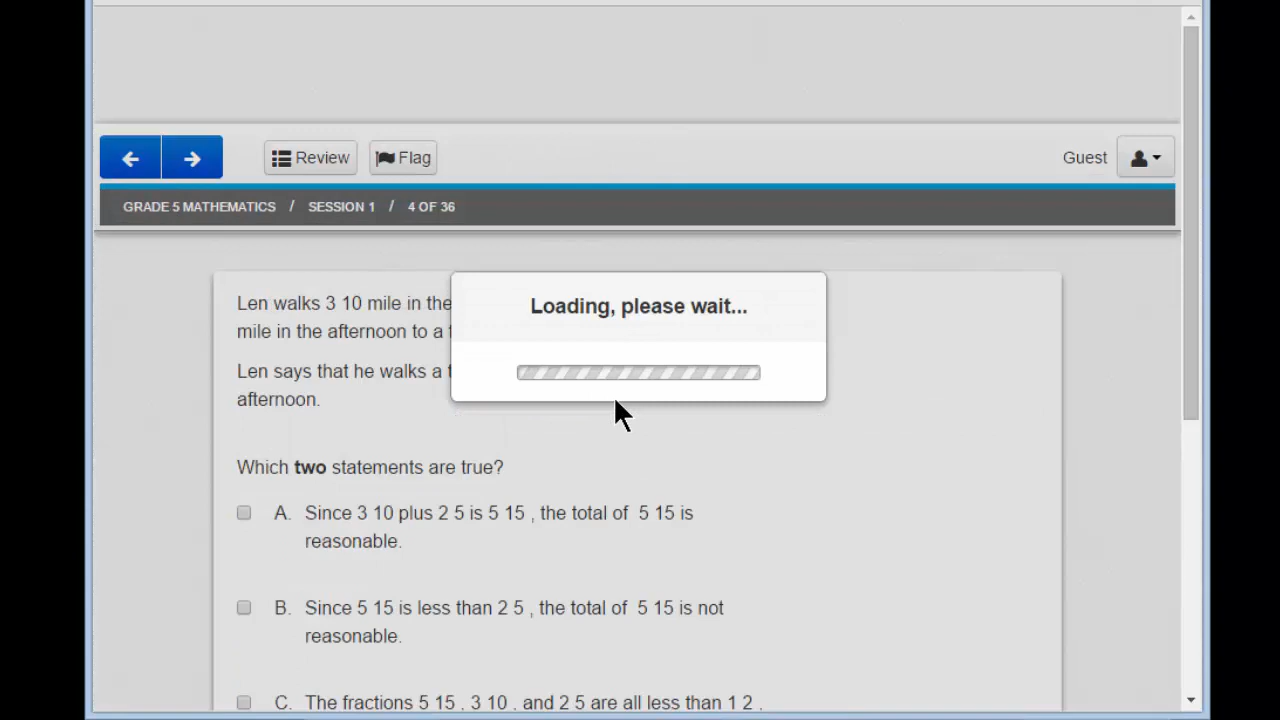 Review
Flag
Guest
GRADE 5 MATHEMATICS / SESSION 1 / 4 OF 36
Len walks 3 10 mile in the
mile in the afternoon to a
Len says that he walks a
afternoon.
Loading, please wait...
Which two statements are true?
A. Since 3 10 plus 2 5 is 5 15 , the total of 5 15 is
reasonable.
B. Since 5 15 is less than 2 5 , the total of 5 15 is not
reasonable.
C. The fractions 5 15 , 3 10 , and 2 5 are all less than 1 2 .